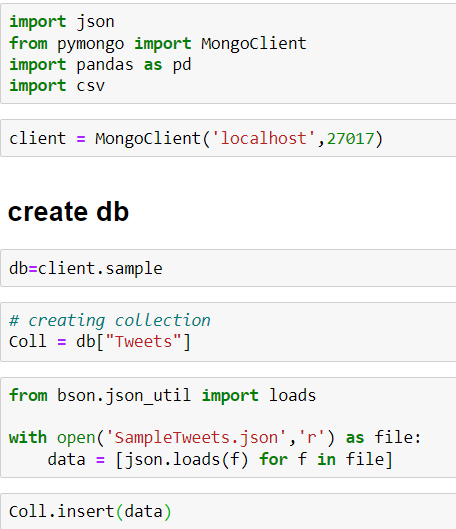 import json
from pymongo import MongoClient
import pandas as pd
import csv
client = MongoClient('localhost',27017)
create db
db=client.sample
# creating collection
Coll = db["Tweets"]
from bson.json_util import loads
with open('SampleTweets.json','r') as file:
    data = [json.loads(f) for f in file]
Coll.insert(data)